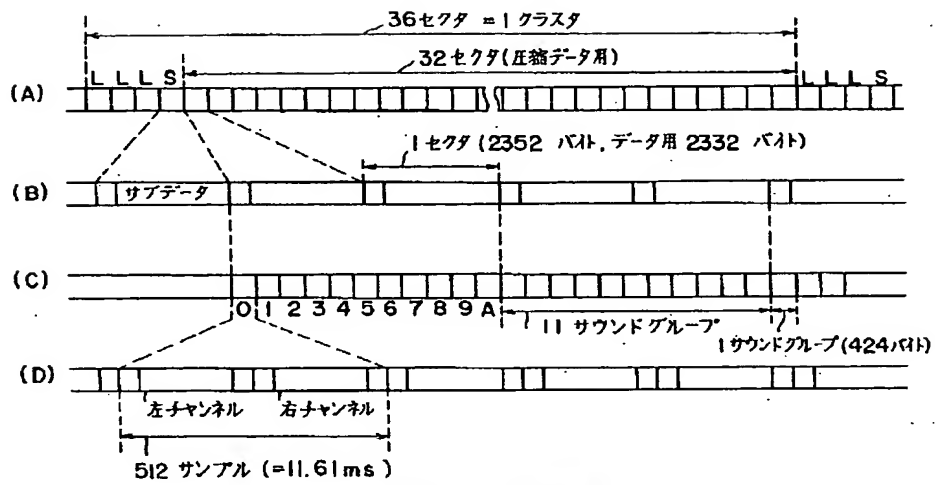 36セクタ = 1クラスタ
32セクタ(圧縮データ用)
L L L S L L L S
(A)
1セクタ (2352 バイト, データ用 2332 バイト)
(B) サブデータ
(C)
0 1 2 3 4 5 6 7 8 9 A
11サウンドグループ
1サウンドグループ(424バイト)
(D)
左チャンネル 右チャンネル
512 サンプル (=11.61ms)